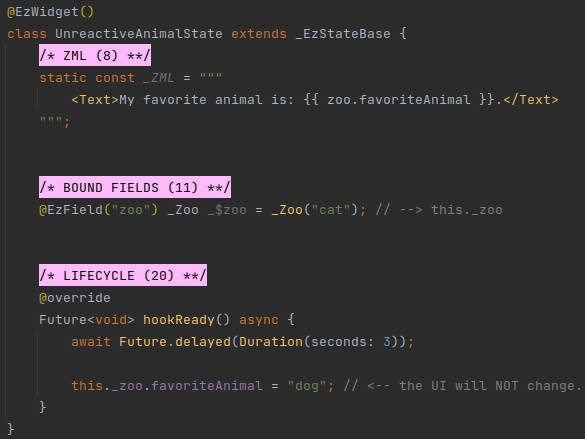 @EzWidget()
class UnreactiveAnimalState extends _EzStateBase {
/* ZML (8) **/
static const _ZML = """
<Text>My favorite animal is: {{ zoo.favoriteAnimal }}.</Text>
""";
/* BOUND FIELDS (11) **/
@EzField("zoo") _Zoo _$zoo = _Zoo("cat"); // --> this._zoo
/* LIFECYCLE (20) **/
@override
Future<void> hookReady() async {
await Future.delayed(Duration(seconds: 3));
this._zoo.favoriteAnimal = "dog"; // <-- the UI will NOT change.
}
}